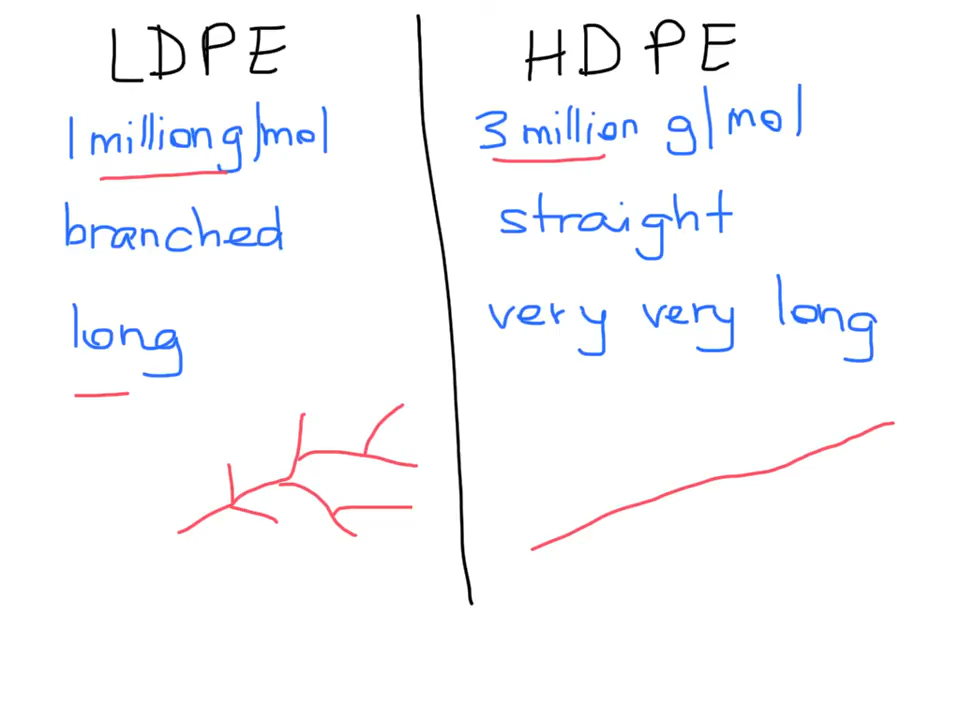 LDPE
1 million g/mol
branched
long
HDPE
3 million g/mol
straight
very very long